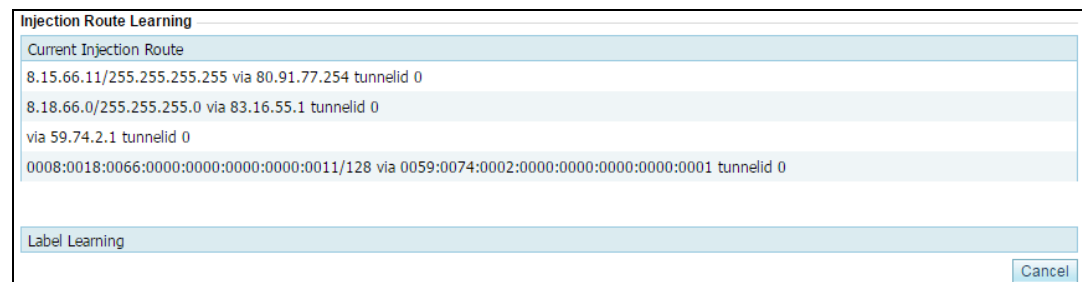 Injection Route Learning
Current Injection Route
8.15.66.11/255.255.255.255 via 80.91.77.254 tunnelid 0
8.18.66.0/255.255.255.0 via 83.16.55.1 tunnelid 0
via 59.74.2.1 tunnelid 0
0008:0018:0066:0000:0000:0000:0000:0011/128 via 0059:0074:0002:0000:0000:0000:0000:0001 tunnelid 0
Label Learning
Cancel